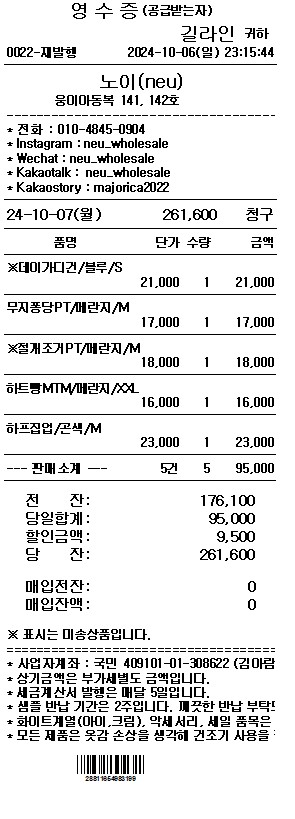 영 수 증 (공급받는자)
길라인 귀하
0022-재발행 2024-10-06(일) 23:15:44
노이(neu)
웅이아동복 141, 142호
* 전화 : 010-4845-0904
* Instagram : neu_wholesale
* Wechat : neu_wholesale
* Kakaotalk : neu_wholesale
* Kakaostory : majorica2022
24-10-07(월) 261,600 청구
품명 단가 수량 금액
※데이가디건/블루/S
21,000 1 21,000
무지퐁당PT/메란지/M
17,000 1 17,000
※절개조거PT/메란지/M
18,000 1 18,000
하트빵MTM/메란지/XXL
16,000 1 16,000
하프집업/곤색/M
23,000 1 23,000
--- 판매소계 --- 5건 5 95,000
전 잔: 176,100
당일합계: 95,000
할인금액: 9,500
당 잔: 261,600
매입전잔: 0
매입잔액: 0
※ 표시는 미송상품입니다.
* 사업자계좌 : 국민 409101-01-308622 (김아람
* 상기금액은 부가세별도 금액입니다.
* 세금계산서 발행은 매달 5일입니다.
* 샘플 반납 기간은 2주입니다. 깨끗한 반납 부탁드
* 화이트계열(아이,크림), 악세서리, 세일 품목은
* 모든 제품은 옷감 손상을 생각해 건조기 사용을
28811654983199